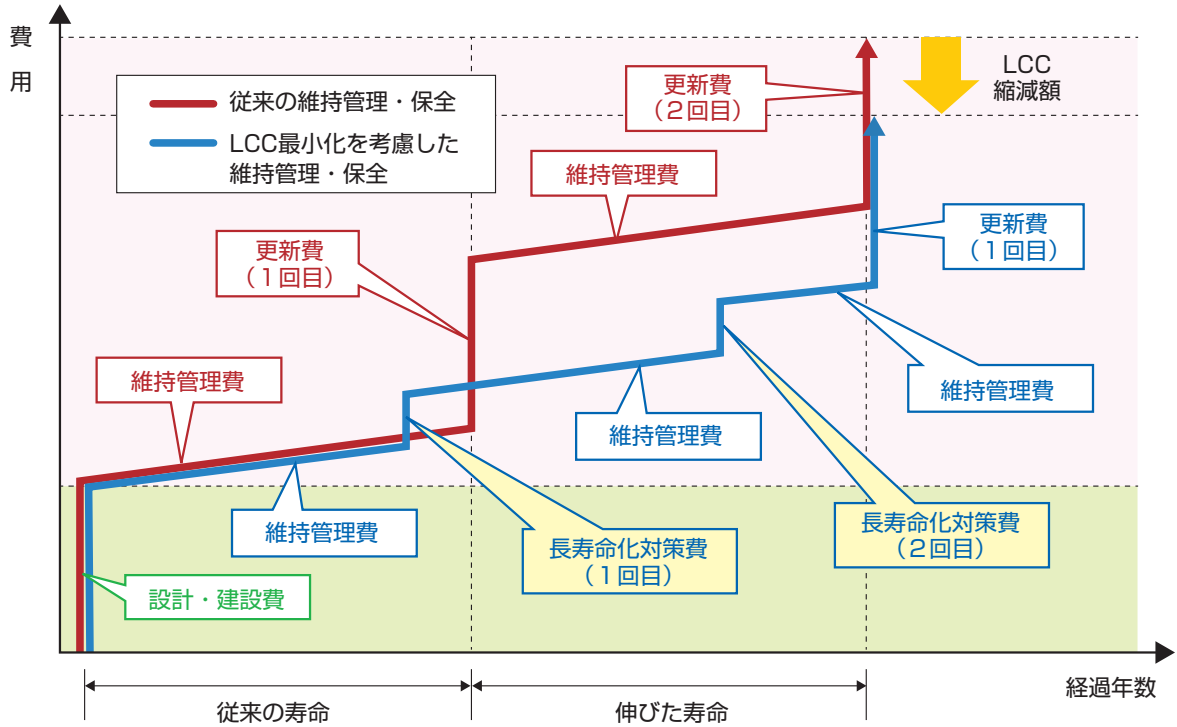 費
用
従来の維持管理・保全
LCC最小化を考慮した
維持管理・保全
更新費
（２回目）
LCC
縮減額
維持管理費
更新費
（１回目）
更新費
（１回目）
維持管理費
維持管理費
維持管理費
維持管理費
長寿命化対策費
（１回目）
長寿命化対策費
（２回目）
設計・建設費
経過年数
従来の寿命
伸びた寿命